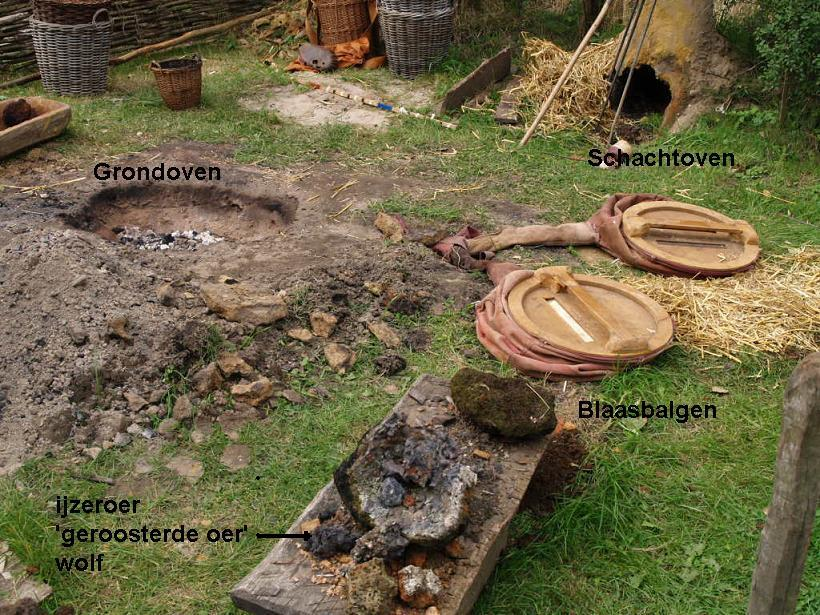 Schachtoven
Grondoven
Blaasbalgen
ijzeroer
'geroosterde oer'
wolf